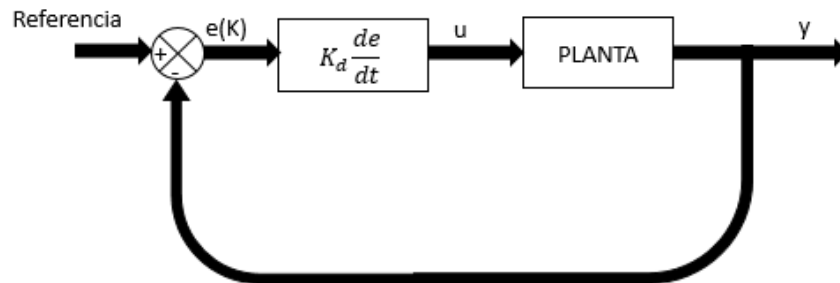 Referencia
e(K)
u
y
+
-
K_d de/dt
PLANTA